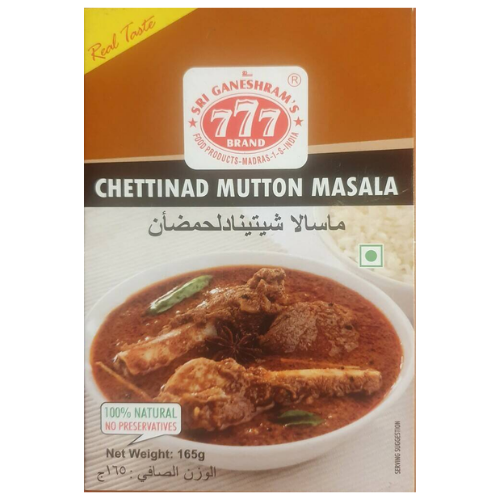 Real Taste
SRI GANESHRAM'S
®
777
BRAND
FOOD PRODUCTS-MADRAS-1-S-INDIA
CHETTINAD MUTTON MASALA
ماسالا شيتينادلحمضأن
100% NATURAL
NO PRESERVATIVES
Net Weight: 165g
الوزن الصافي: ١٦٥ج
SERVING SUGGESTION